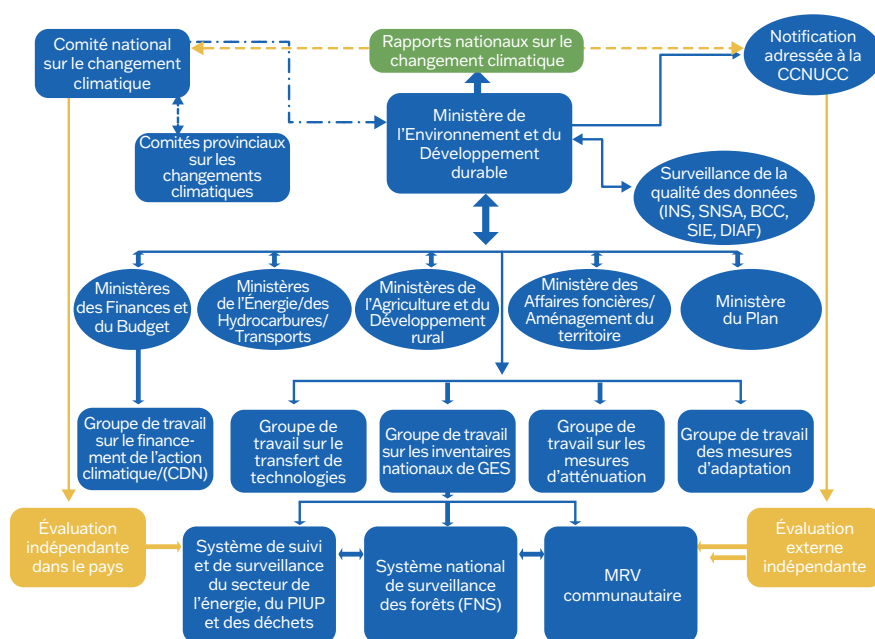 Comité national
sur le changement
climatique
Rapports nationaux sur le
changement climatique
Notification
adressée à la
CCNUCC
Ministère de
l'Environnement et du
Développement
durable
Comités provinciaux
sur les
changements
climatiques
Surveillance de la
qualité des données
(INS, SNSA, BCC,
SIE, DIAF)
Ministères
des Finances et
du Budget
Ministères
de l'Énergie/des
Hydrocarbures/
Transports
Ministères de
l'Agriculture et du
Développement
rural
Ministère des
Affaires foncières/
Aménagement du
territoire
Ministère
du Plan
Groupe de travail
sur le finance-
ment de l'action
climatique/(CDN)
Groupe de
travail sur le
transfert de
technologies
Groupe de travail
sur les inventaires
nationaux de GES
Groupe de
travail sur les
mesures
d'atténuation
Groupe de travail
des mesures
d'adaptation
Évaluation
indépendante
dans le pays
Système de suivi
et de surveillance
du secteur de
l'énergie, du PIUP
et des déchets
Système national
de surveillance
des forêts (FNS)
MRV
communautaire
Évaluation
externe
indépendante